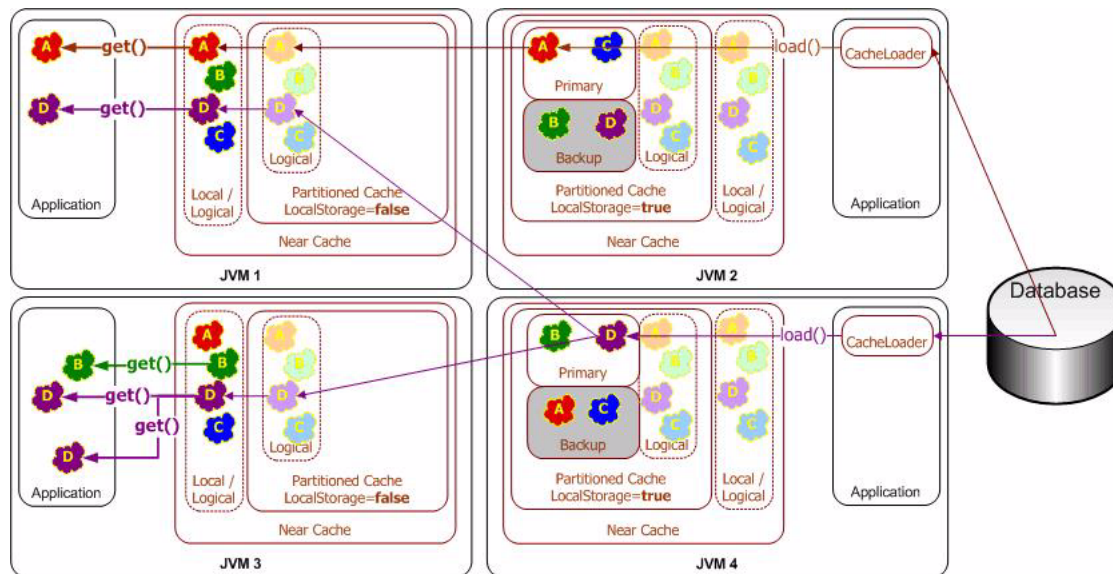 A
get()
A
A
B
B
D
get()
D
D
C
C
Logical
Local /
Logical
Partitioned Cache
LocalStorage=false
Application
Near Cache
JVM 1
A
C
A
A
load()
CacheLoader
Primary
B
B
D
D
B
D
C
C
Backup
Logical
Partitioned Cache
LocalStorage=true
Local /
Logical
Application
Near Cache
JVM 2
Database
A
A
B
get()
B
B
D
get()
D
D
get()
C
C
D
Logical
Local /
Logical
Partitioned Cache
LocalStorage=false
Application
Near Cache
JVM 3
B
D
A
A
load()
CacheLoader
Primary
B
B
D
D
A
C
C
C
Backup
Logical
Partitioned Cache
LocalStorage=true
Local /
Logical
Application
Near Cache
JVM 4